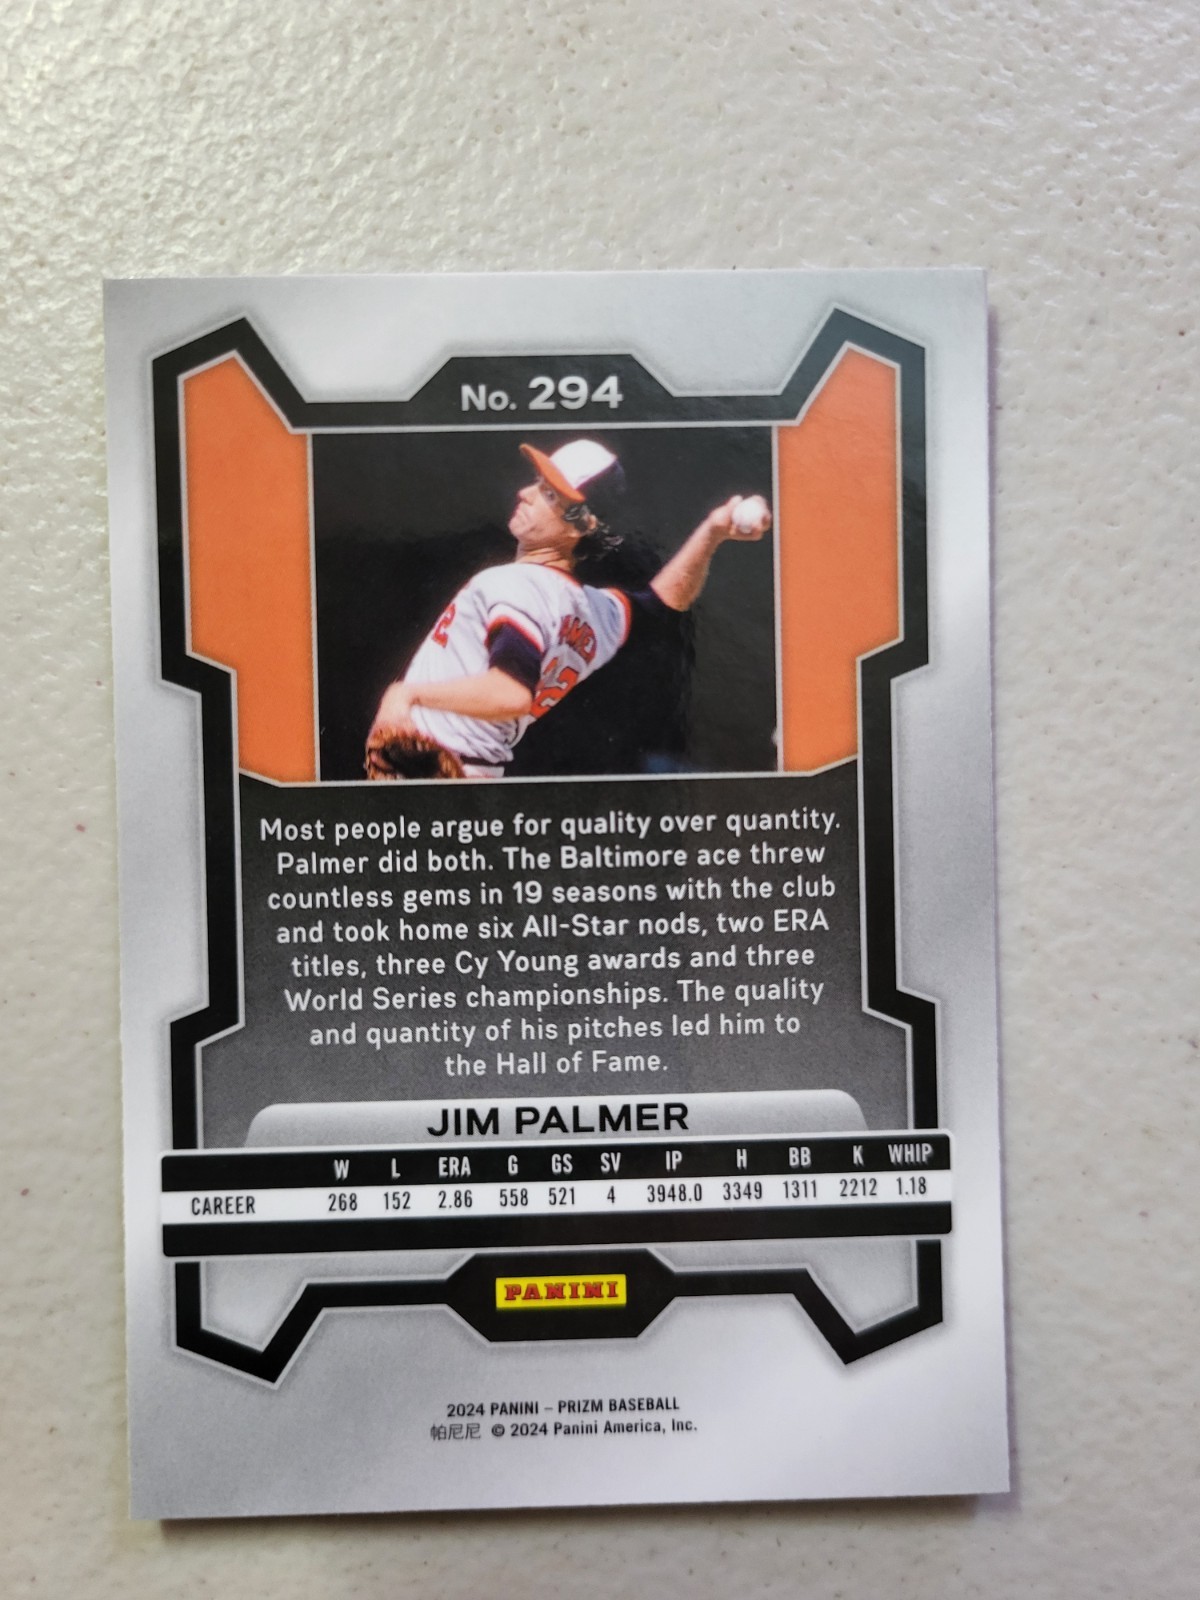 No. 294
2
PALMER
22
Most people argue for quality over quantity.
Palmer did both. The Baltimore ace threw
countless gems in 19 seasons with the club
and took home six All-Star nods, two ERA
titles, three Cy Young awards and three
World Series championships. The quality
and quantity of his pitches led him to
the Hall of Fame.
JIM PALMER
W L ERA G GS SV IP H BB K WHIP
CAREER 268 152 2.86 558 521 4 3948.0 3349 1311 2212 1.18
PANINI
2024 PANINI – PRIZM BASEBALL
帕尼尼 © 2024 Panini America, Inc.